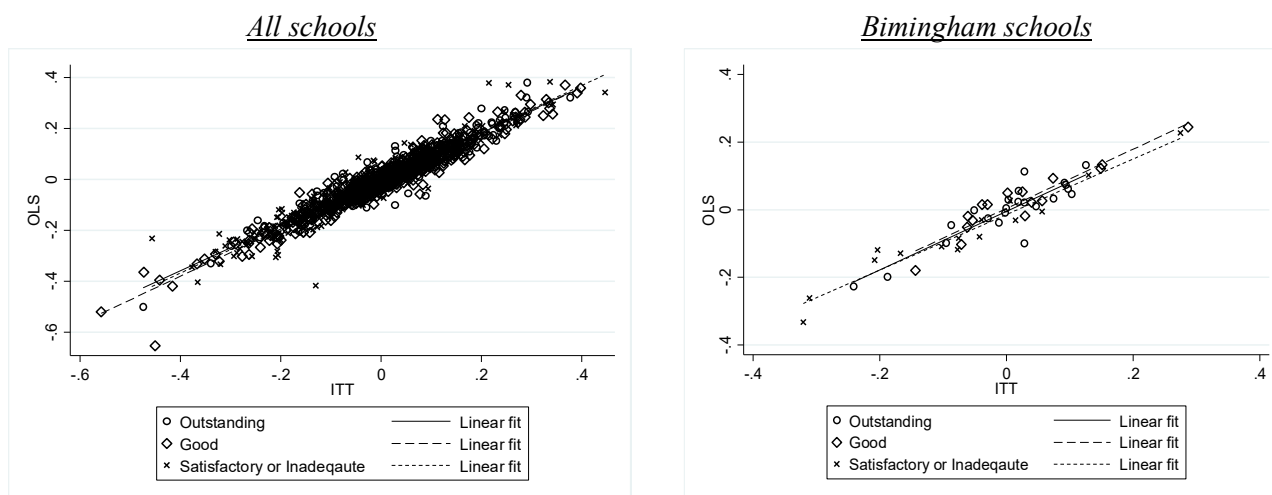 All schools
Bimingham schools
.4
.2
0
-.2
-.4
-.6
OLS
-.6
-.4
-.2
0
.2
.4
ITT
Outstanding
Linear fit
Good
Linear fit
Satisfactory or Inadeqaute
Linear fit
.4
.2
0
-.2
-.4
OLS
-.4
-.2
0
.2
.4
ITT
Outstanding
Linear fit
Good
Linear fit
Satisfactory or Inadeqaute
Linear fit